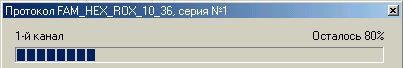 Протокол FAM_HEX_ROX_10_36, серия №1
1-й канал Осталось 80%